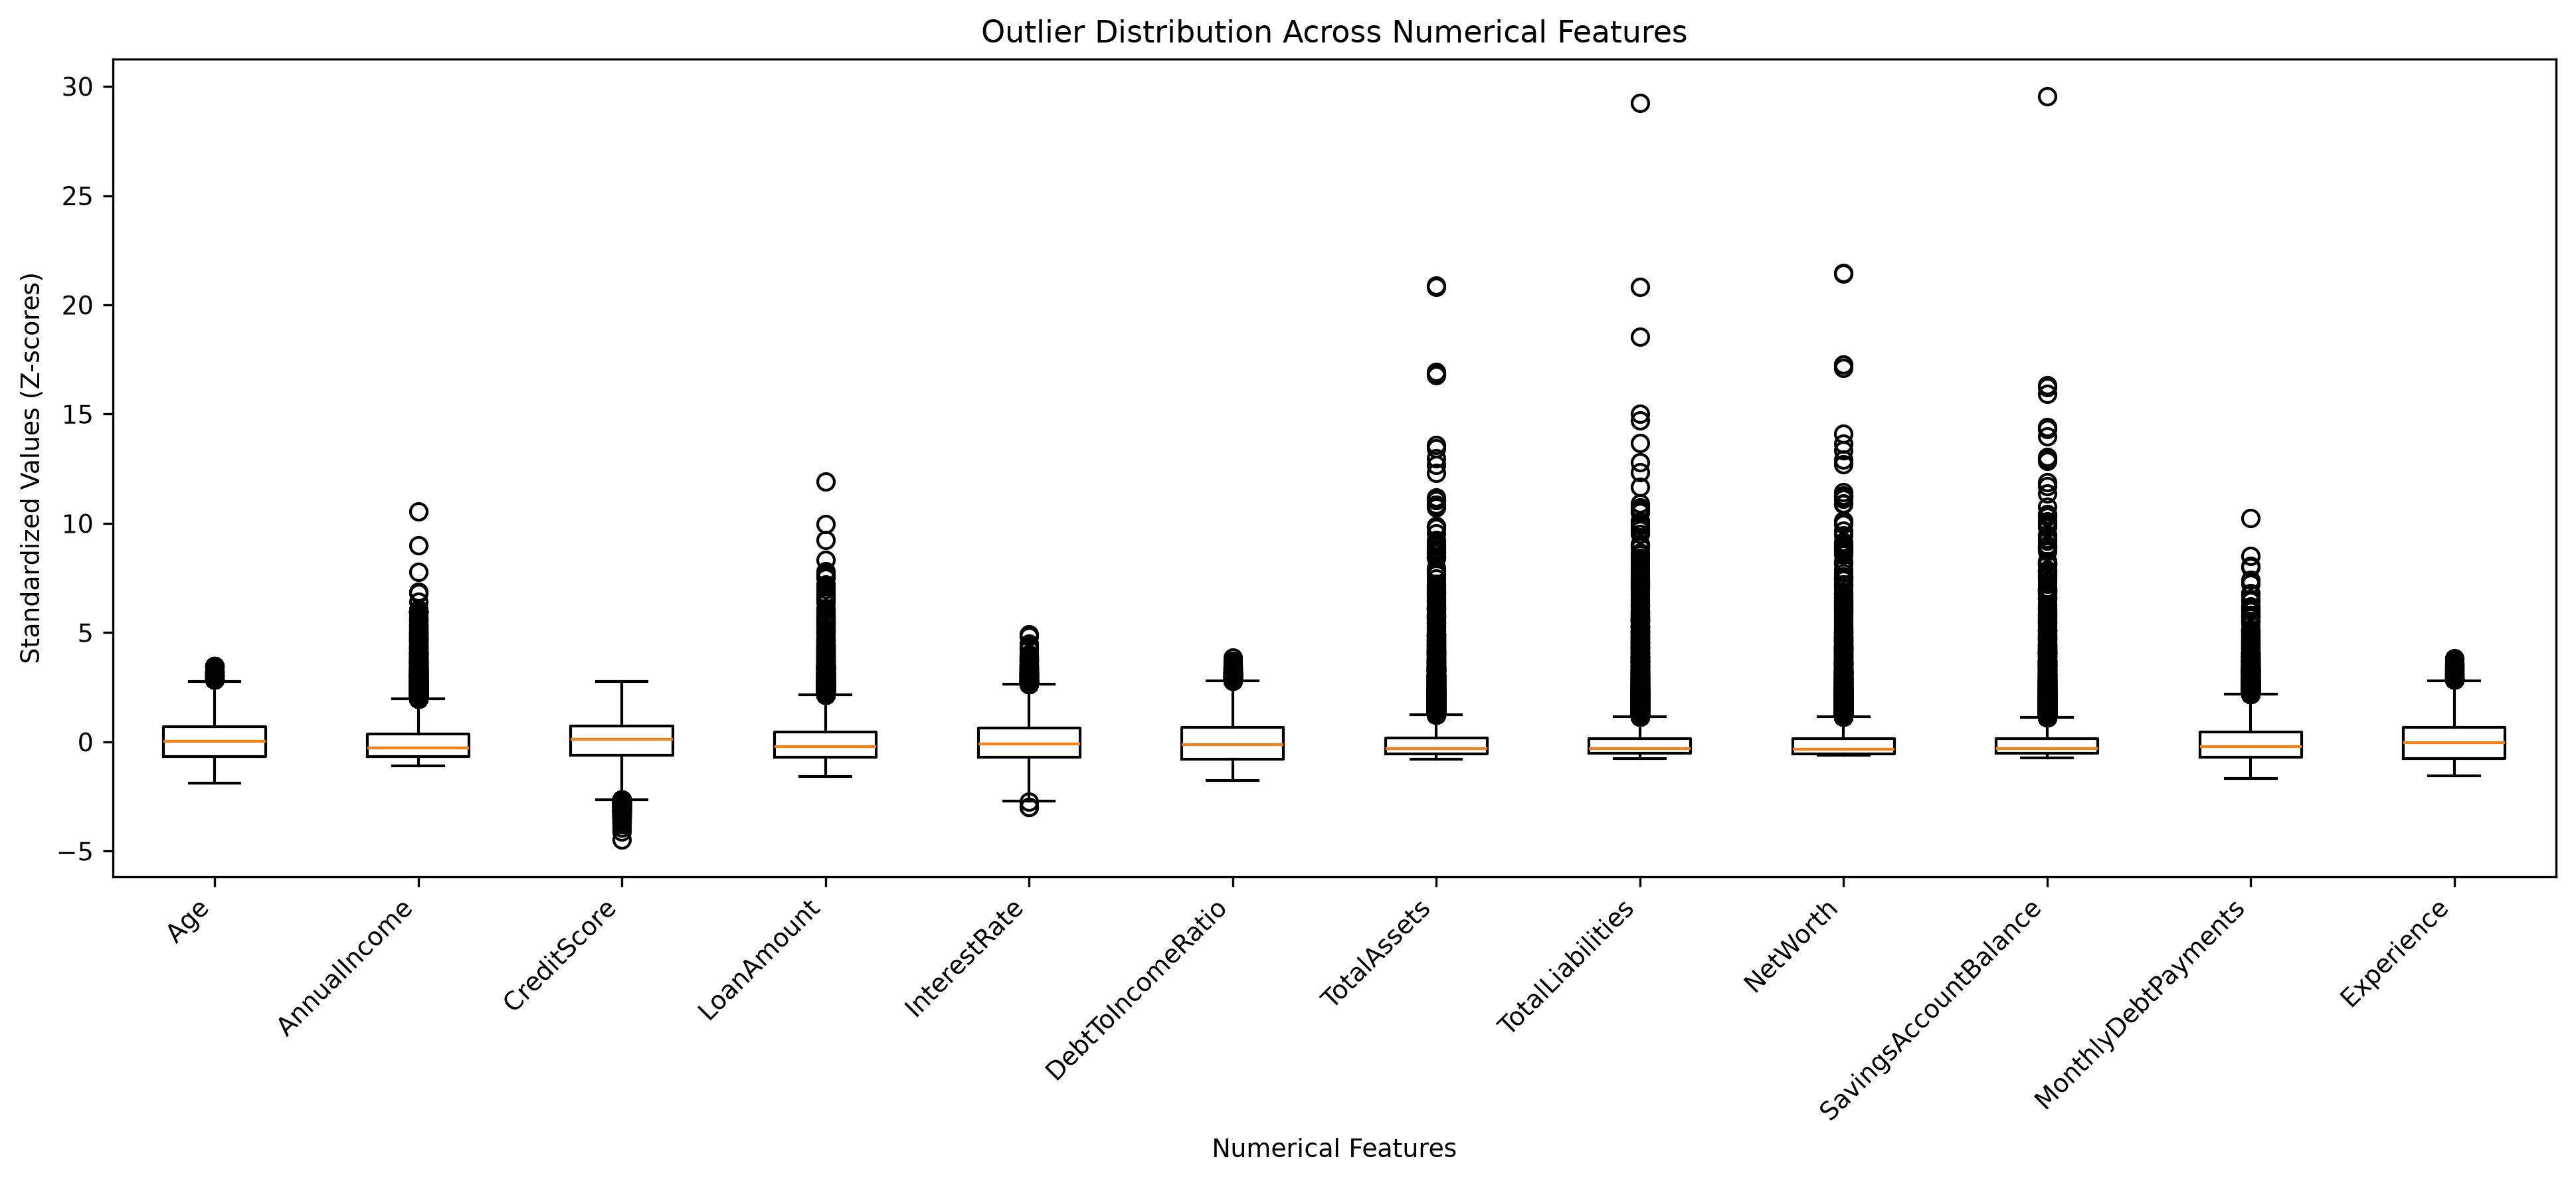 Outlier Distribution Across Numerical Features
Standardized Values (Z-scores)
30
25
20
15
10
5
0
−5
Age
AnnualIncome
CreditScore
LoanAmount
InterestRate
DebtToIncomeRatio
TotalAssets
TotalLiabilities
NetWorth
SavingsAccountBalance
MonthlyDebtPayments
Experience
Numerical Features